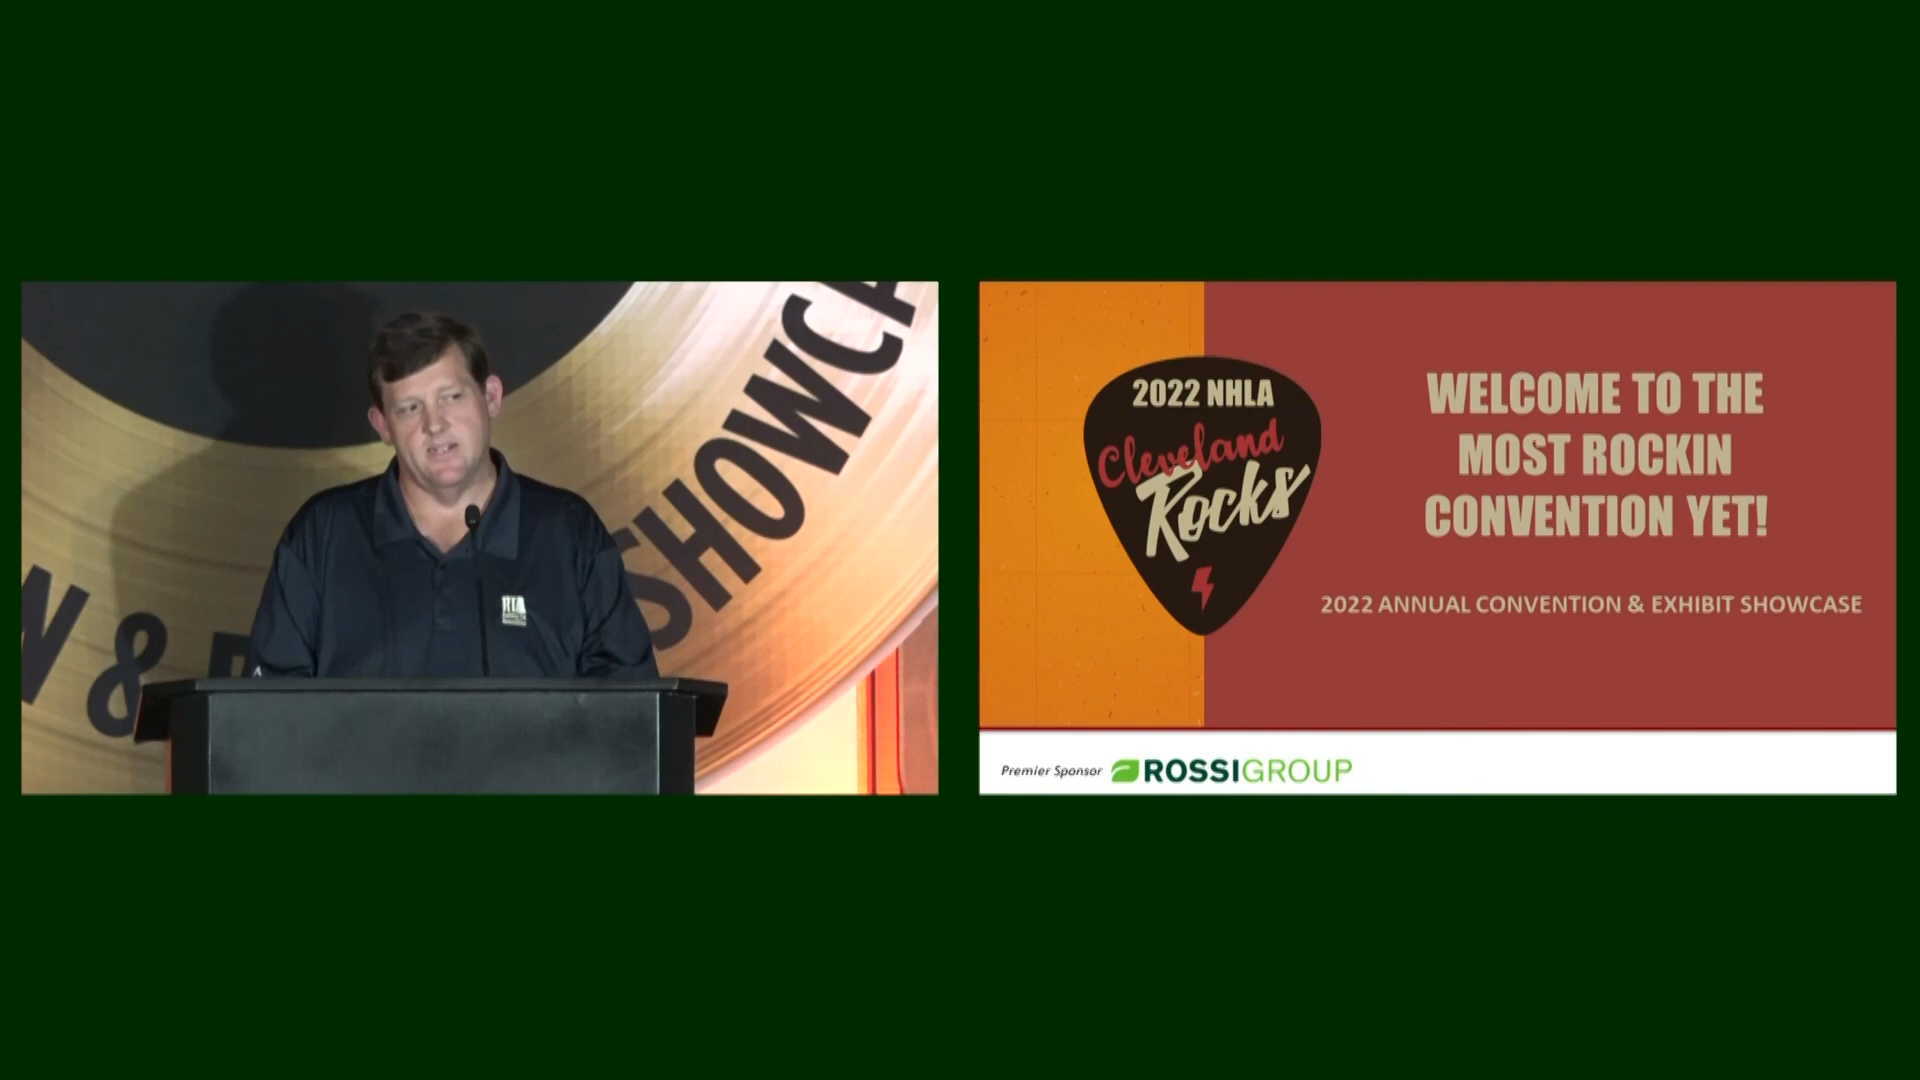 N & E
SHOWCA
2022 NHLA
Cleveland
Rocks
WELCOME TO THE
MOST ROCKIN
CONVENTION YET!
2022 ANNUAL CONVENTION & EXHIBIT SHOWCASE
Premier Sponsor ROSSIGROUP